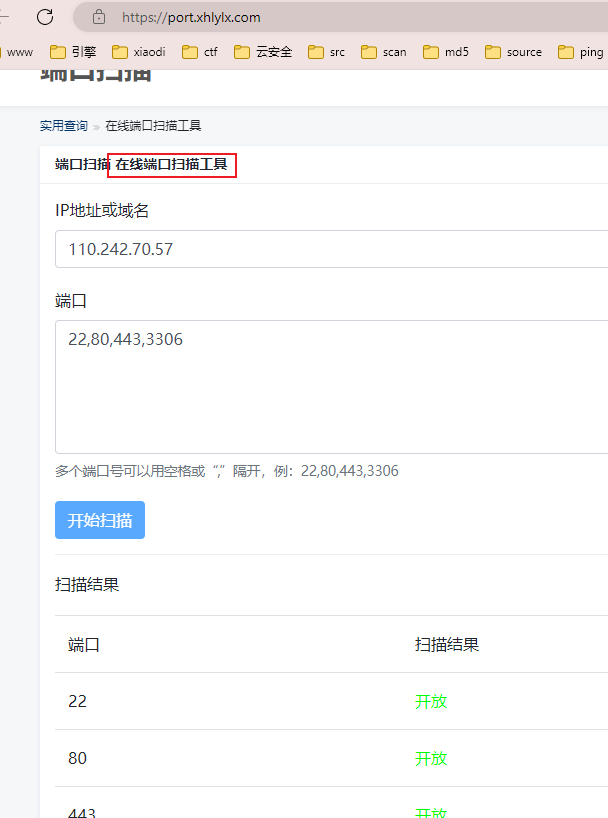 https://port.xhlylx.com
www 引擎 xiaodi ctf 云安全 src scan md5 source ping
端口扫描
实用查询 » 在线端口扫描工具
端口扫描 在线端口扫描工具
IP地址或域名
110.242.70.57
端口
22,80,443,3306
多个端口号可以用空格或“,”隔开，例：22,80,443,3306
开始扫描
扫描结果
端口 扫描结果
22 开放
80 开放
443 开放